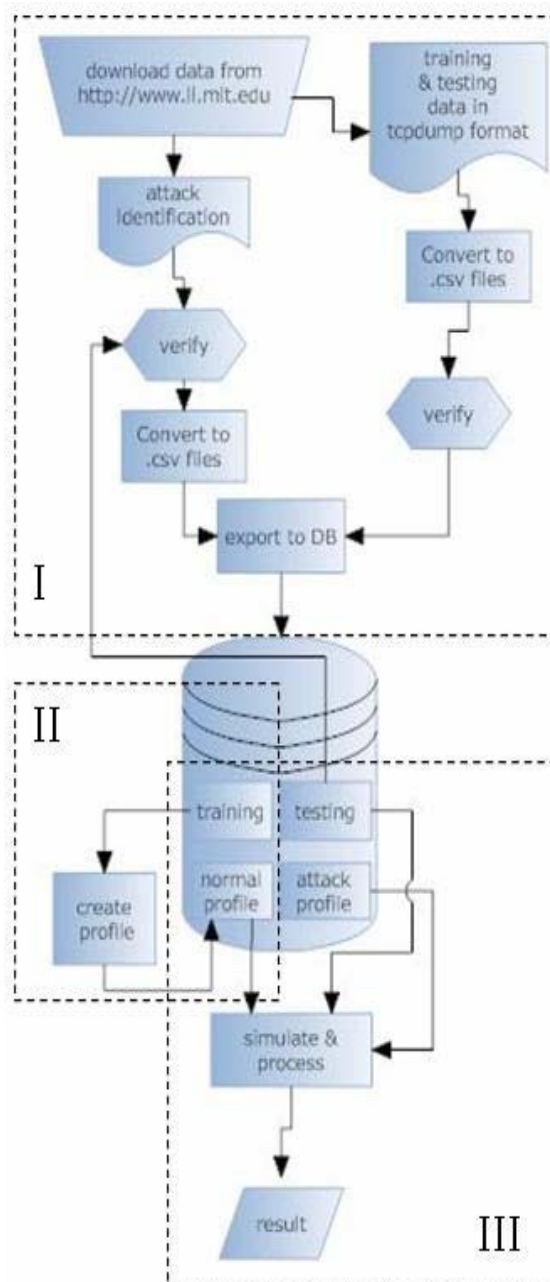 download data from
http://www.ll.mit.edu
training
& testing
data in
tcpdump format
attack
identification
Convert to
.csv files
verify
verify
Convert to
.csv files
export to DB
I
II
training
testing
normal
profile
attack
profile
create
profile
simulate &
process
result
III